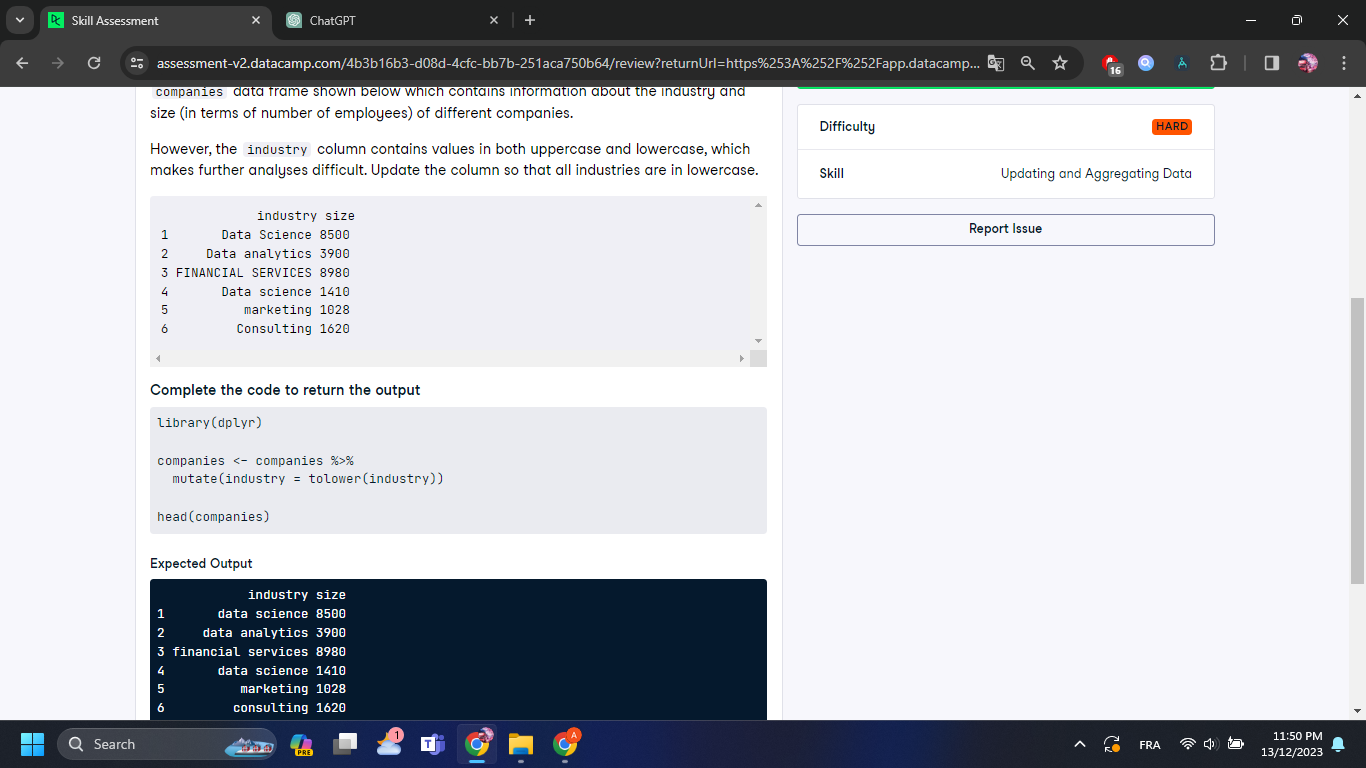 Skill Assessment
ChatGPT
assessment-v2.datacamp.com/4b3b16b3-d08d-4cfc-bb7b-251aca750b64/review?returnUrl=https%253A%252F%252Fapp.datacamp...
16
companies data frame shown below which contains information about the industry and
size (in terms of number of employees) of different companies.
However, the industry column contains values in both uppercase and lowercase, which
makes further analyses difficult. Update the column so that all industries are in lowercase.
industry size
1 Data Science 8500
2 Data analytics 3900
3 FINANCIAL SERVICES 8980
4 Data science 1410
5 marketing 1028
6 Consulting 1620
Complete the code to return the output
library(dplyr)
companies <- companies %>%
mutate(industry = tolower(industry))
head(companies)
Expected Output
industry size
1 data science 8500
2 data analytics 3900
3 financial services 8980
4 data science 1410
5 marketing 1028
6 consulting 1620
Difficulty
HARD
Skill
Updating and Aggregating Data
Report Issue
Search
PRE
1
A
FRA
11:50 PM
13/12/2023